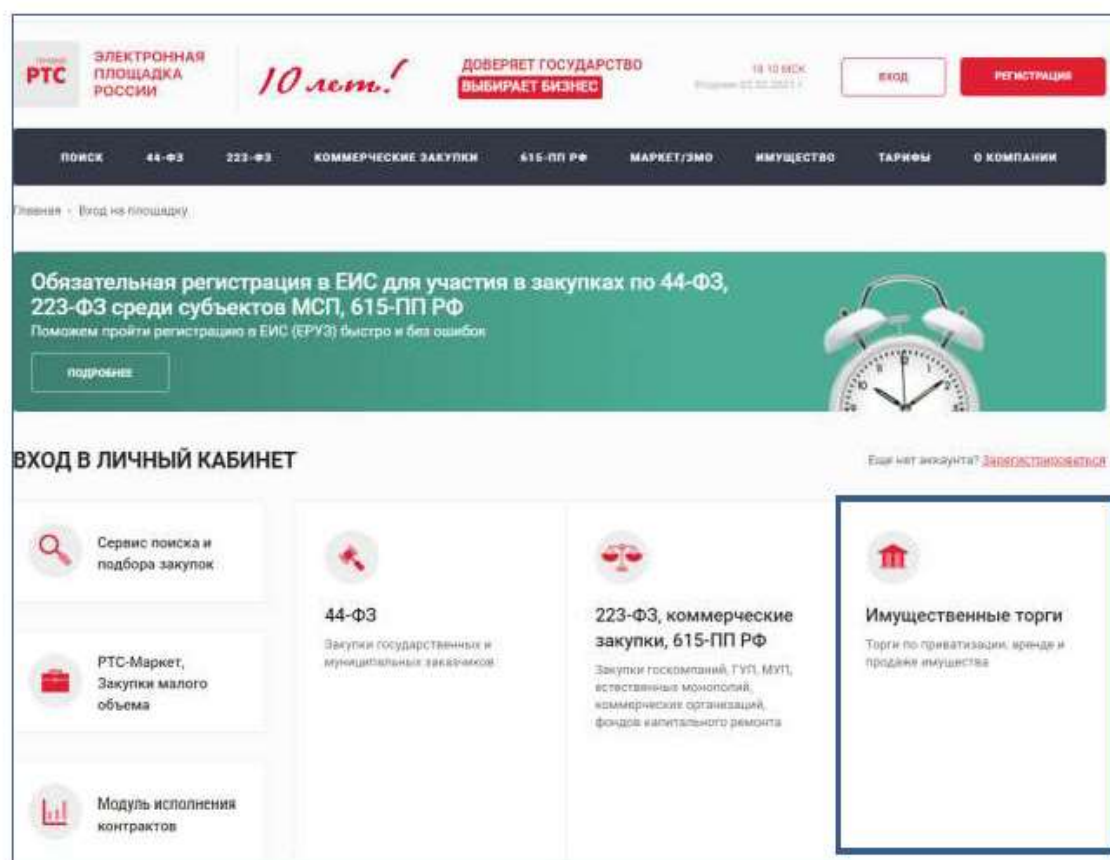 РТС
ЭЛЕКТРОННАЯ
ПЛОЩАДКА
РОССИИ
10 лет!
ДОВЕРЯЕТ ГОСУДАРСТВО
ВЫБИРАЕТ БИЗНЕС
ВХОД
РЕГИСТРАЦИЯ
ПОИСК 44-ФЗ 223-ФЗ КОММЕРЧЕСКИЕ ЗАКУПКИ 615-ПП РФ МАРКЕТ/ЗМО ИМУЩЕСТВО ТАРИФЫ О КОМПАНИИ
Главная - Вход на площадку
Обязательная регистрация в ЕИС для участия в закупках по 44-ФЗ,
223-ФЗ среди субъектов МСП, 615-ПП РФ
Поможем пройти регистрацию в ЕИС (ЕРУЗ) быстро и без ошибок
ПОДРОБНЕЕ
ВХОД В ЛИЧНЫЙ КАБИНЕТ
Еще нет аккаунта? Зарегистрироваться
Сервис поиска и
подбора закупок
РТС-Маркет,
Закупки малого
объема
Модуль исполнения
контрактов
44-ФЗ
Закупки государственных и
муниципальных заказчиков
223-ФЗ, коммерческие
закупки, 615-ПП РФ
Закупки госкомпаний, ГУП, МУП,
естественных монополий,
коммерческих организаций,
фондов капитального ремонта
Имущественные торги
Торги по приватизации, аренде и
продаже имущества